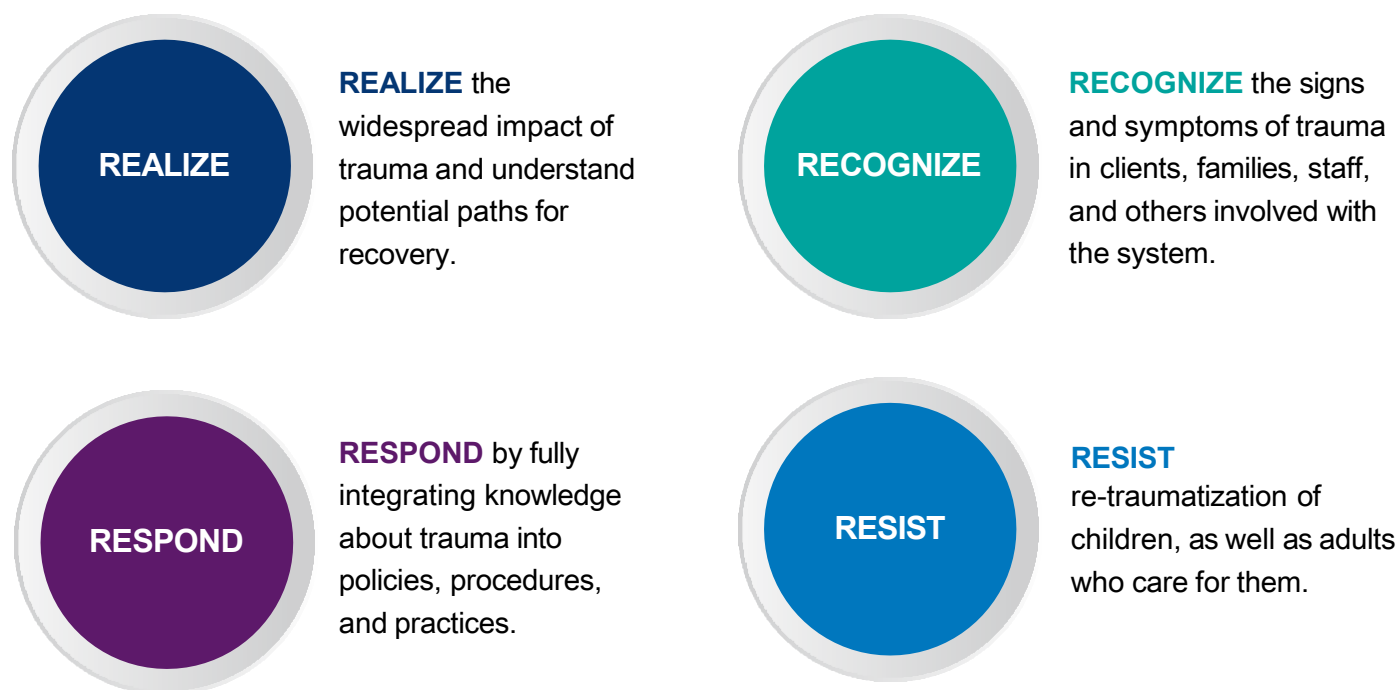 REALIZE
REALIZE the
widespread impact of
trauma and understand
potential paths for
recovery.
RECOGNIZE
RECOGNIZE the signs
and symptoms of trauma
in clients, families, staff,
and others involved with
the system.
RESPOND
RESPOND by fully
integrating knowledge
about trauma into
policies, procedures,
and practices.
RESIST
RESIST
re-traumatization of
children, as well as adults
who care for them.